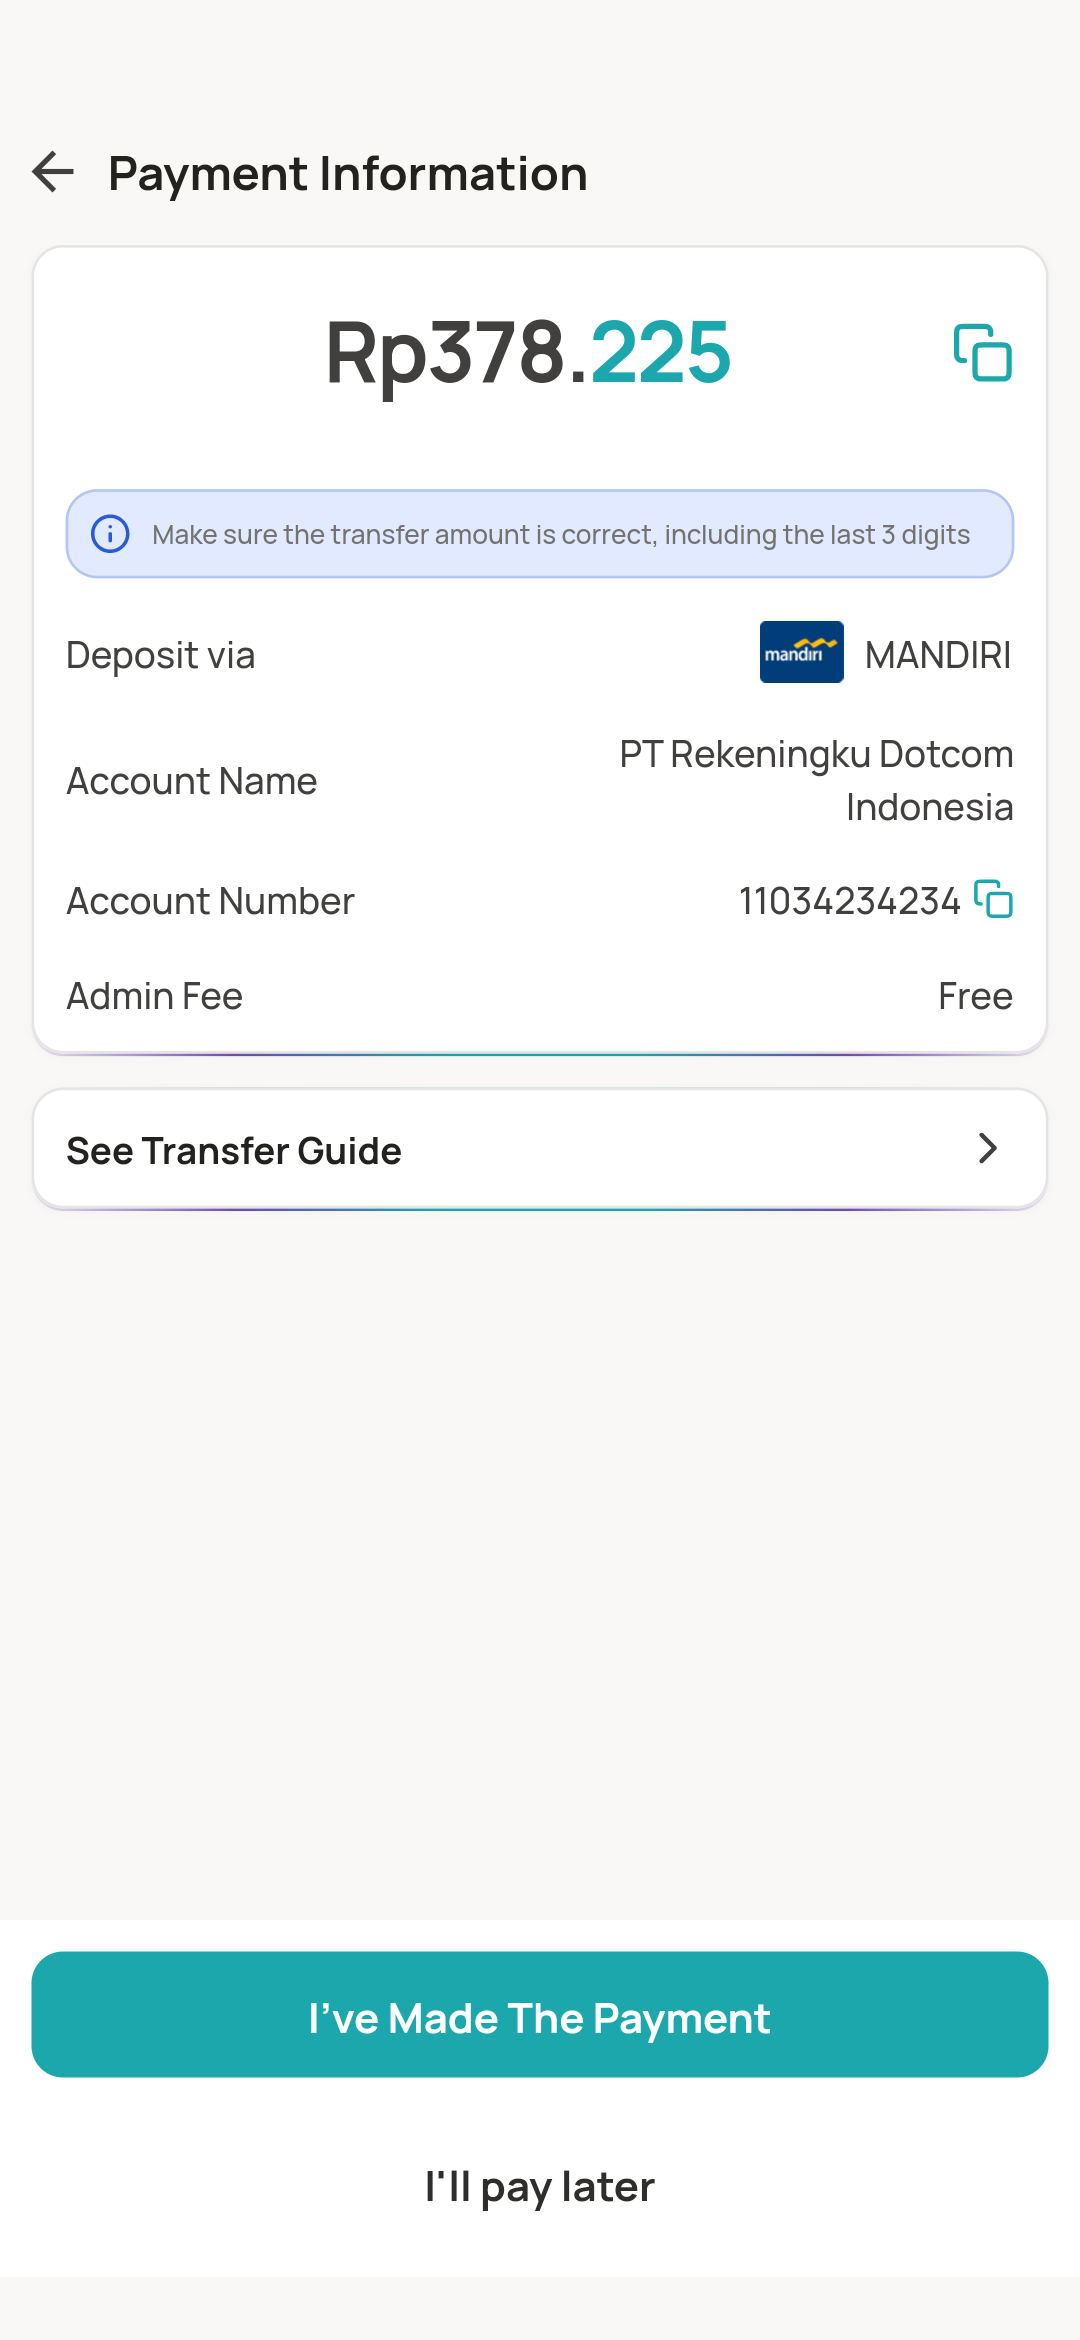 Payment Information
Rp378.225
Make sure the transfer amount is correct, including the last 3 digits
Deposit via
mandiri MANDIRI
Account Name
PT Rekeningku Dotcom
Indonesia
Account Number
11034234234
Admin Fee
Free
See Transfer Guide
I've Made The Payment
I'll pay later